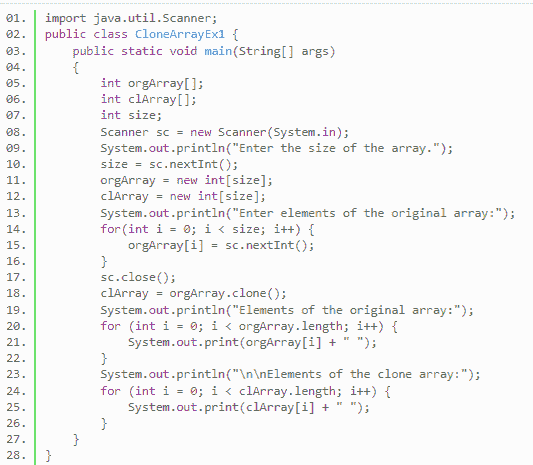 01. import java.util.Scanner;
02. public class CloneArrayEx1 {
03.     public static void main(String[] args)
04.     {
05.         int orgArray[];
06.         int clArray[];
07.         int size;
08.         Scanner sc = new Scanner(System.in);
09.         System.out.println("Enter the size of the array.");
10.         size = sc.nextInt();
11.         orgArray = new int[size];
12.         clArray = new int[size];
13.         System.out.println("Enter elements of the original array:");
14.         for(int i = 0; i < size; i++) {
15.             orgArray[i] = sc.nextInt();
16.         }
17.         sc.close();
18.         clArray = orgArray.clone();
19.         System.out.println("Elements of the original array:");
20.         for (int i = 0; i < orgArray.length; i++) {
21.             System.out.print(orgArray[i] + " ");
22.         }
23.         System.out.println("\n\nElements of the clone array:");
24.         for (int i = 0; i < clArray.length; i++) {
25.             System.out.print(clArray[i] + " ");
26.         }
27.     }
28. }